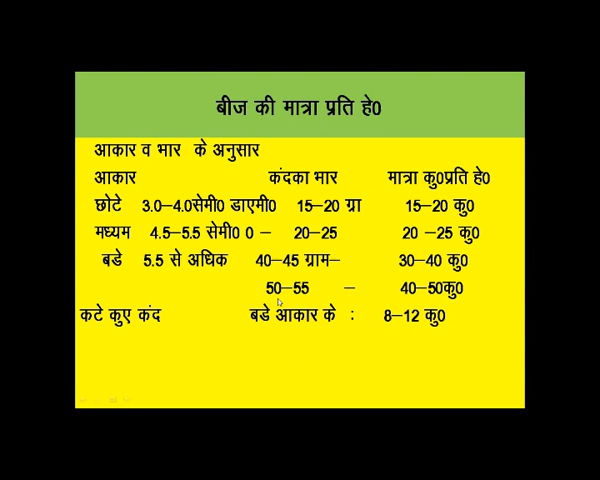 बीज की मात्रा प्रति हे0
आकार व भार के अनुसार
आकार कंदका भार मात्रा कु0प्रति हे0
छोटे 3.0–4.0सेमी0 डाएमी0 15–20 ग्रा 15–20 कु0
मध्यम 4.5–5.5 सेमी0 0 – 20–25 20 –25 कु0
बडे 5.5 से अधिक 40–45 ग्राम– 30–40 कु0
50–55 – 40–50कु0
कटे कुए कंद बडे आकार के : 8–12 कु0